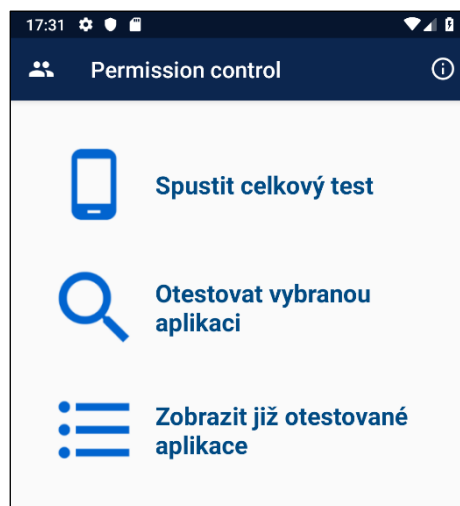 17:31
Permission control
Spustit celkový test
Otestovat vybranou
aplikaci
Zobrazit již otestované
aplikace